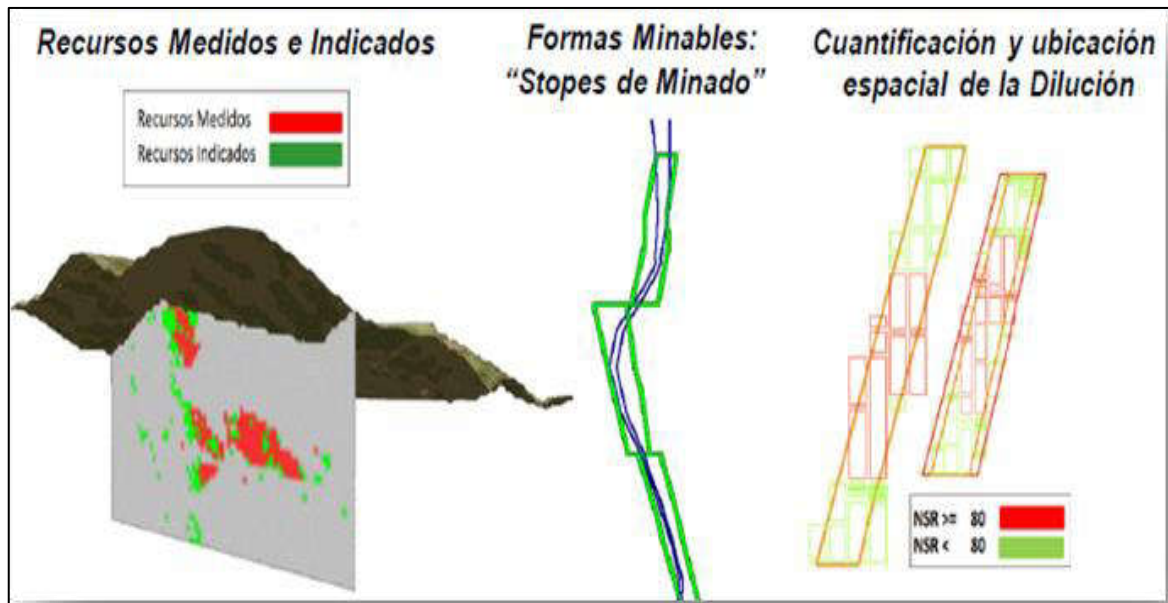 Recursos Medidos e Indicados
Recursos Medidos
Recursos Indicados
Formas Minables:
“Stopes de Minado”
Cuantificación y ubicación
espacial de la Dilución
NSR >= 80
NSR < 80